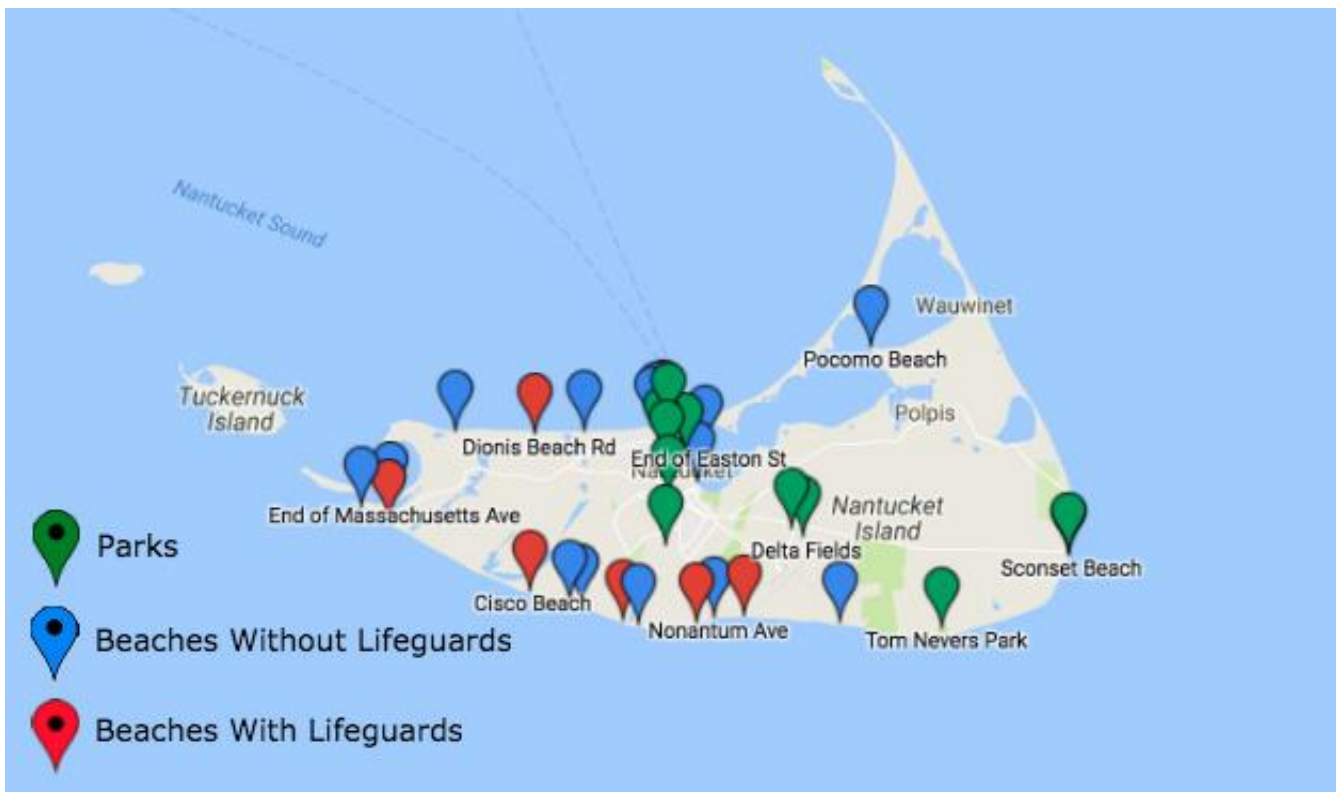 Nantucket Sound
Wauwinet
Pocomo Beach
Tuckernuck
Island
Polpis
Dionis Beach Rd
End of Easton St
Nantucket
End of Massachusetts Ave
Nantucket
Island
Delta Fields
Sconset Beach
Cisco Beach
Nonantum Ave
Tom Nevers Park
Parks
Beaches Without Lifeguards
Beaches With Lifeguards